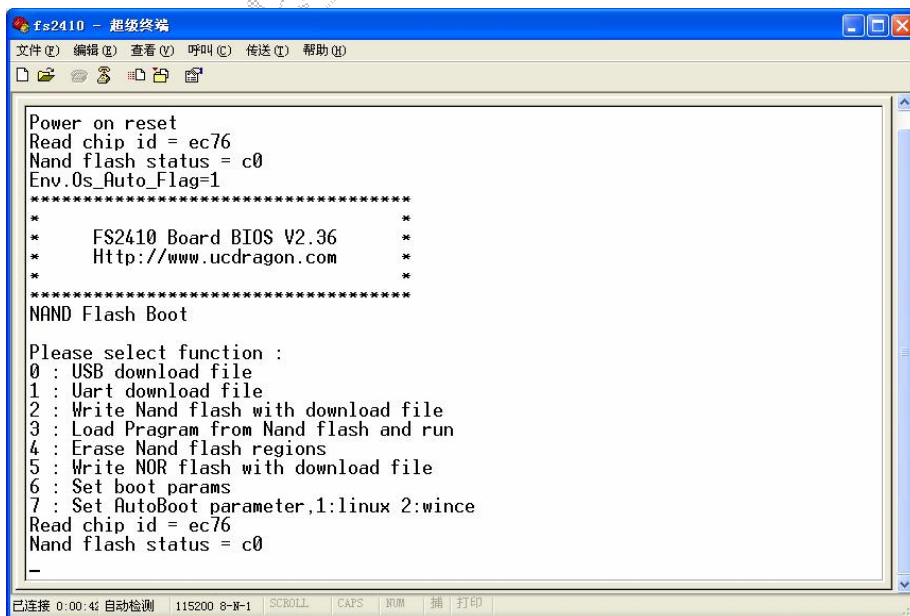 fs2410 - 超级终端
文件(F) 编辑(E) 查看(V) 呼叫(C) 传送(T) 帮助(H)
Power on reset
Read chip id = ec76
Nand flash status = c0
Env.Os_Auto_Flag=1
************************************
* *
* FS2410 Board BIOS V2.36 *
* Http://www.ucdragon.com *
* *
************************************
NAND Flash Boot
Please select function :
0 : USB download file
1 : Uart download file
2 : Write Nand flash with download file
3 : Load Pragram from Nand flash and run
4 : Erase Nand flash regions
5 : Write NOR flash with download file
6 : Set boot params
7 : Set AutoBoot parameter,1:linux 2:wince
Read chip id = ec76
Nand flash status = c0
_
已连接 0:00:42 自动检测 115200 8-N-1 SCROLL CAPS NUM 捕 打印